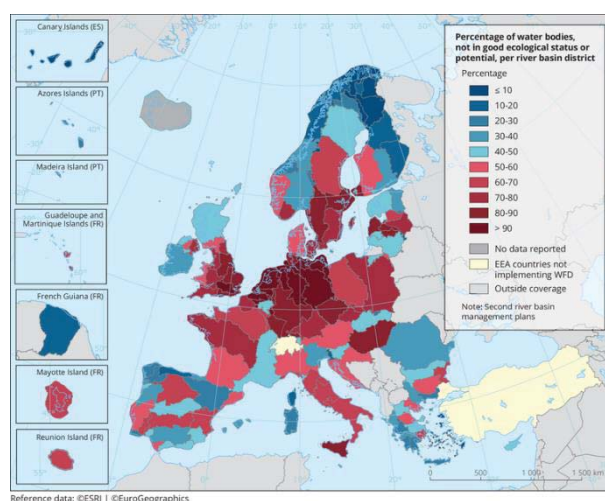 Canary Islands (ES)
Azores Islands (PT)
Madeira Island (PT)
Guadeloupe and
Martinique Islands (FR)
French Guiana (FR)
Mayotte Island (FR)
Reunion Island (FR)
Percentage of water bodies,
not in good ecological status or
potential, per river basin district
Percentage
≤ 10
10-20
20-30
30-40
40-50
50-60
60-70
70-80
80-90
> 90
No data reported
EEA countries not
implementing WFD
Outside coverage
Note: Second river basin
management plans
0 500 1 000 1 500 km
Reference data: ©ESRI | ©EuroGeographics